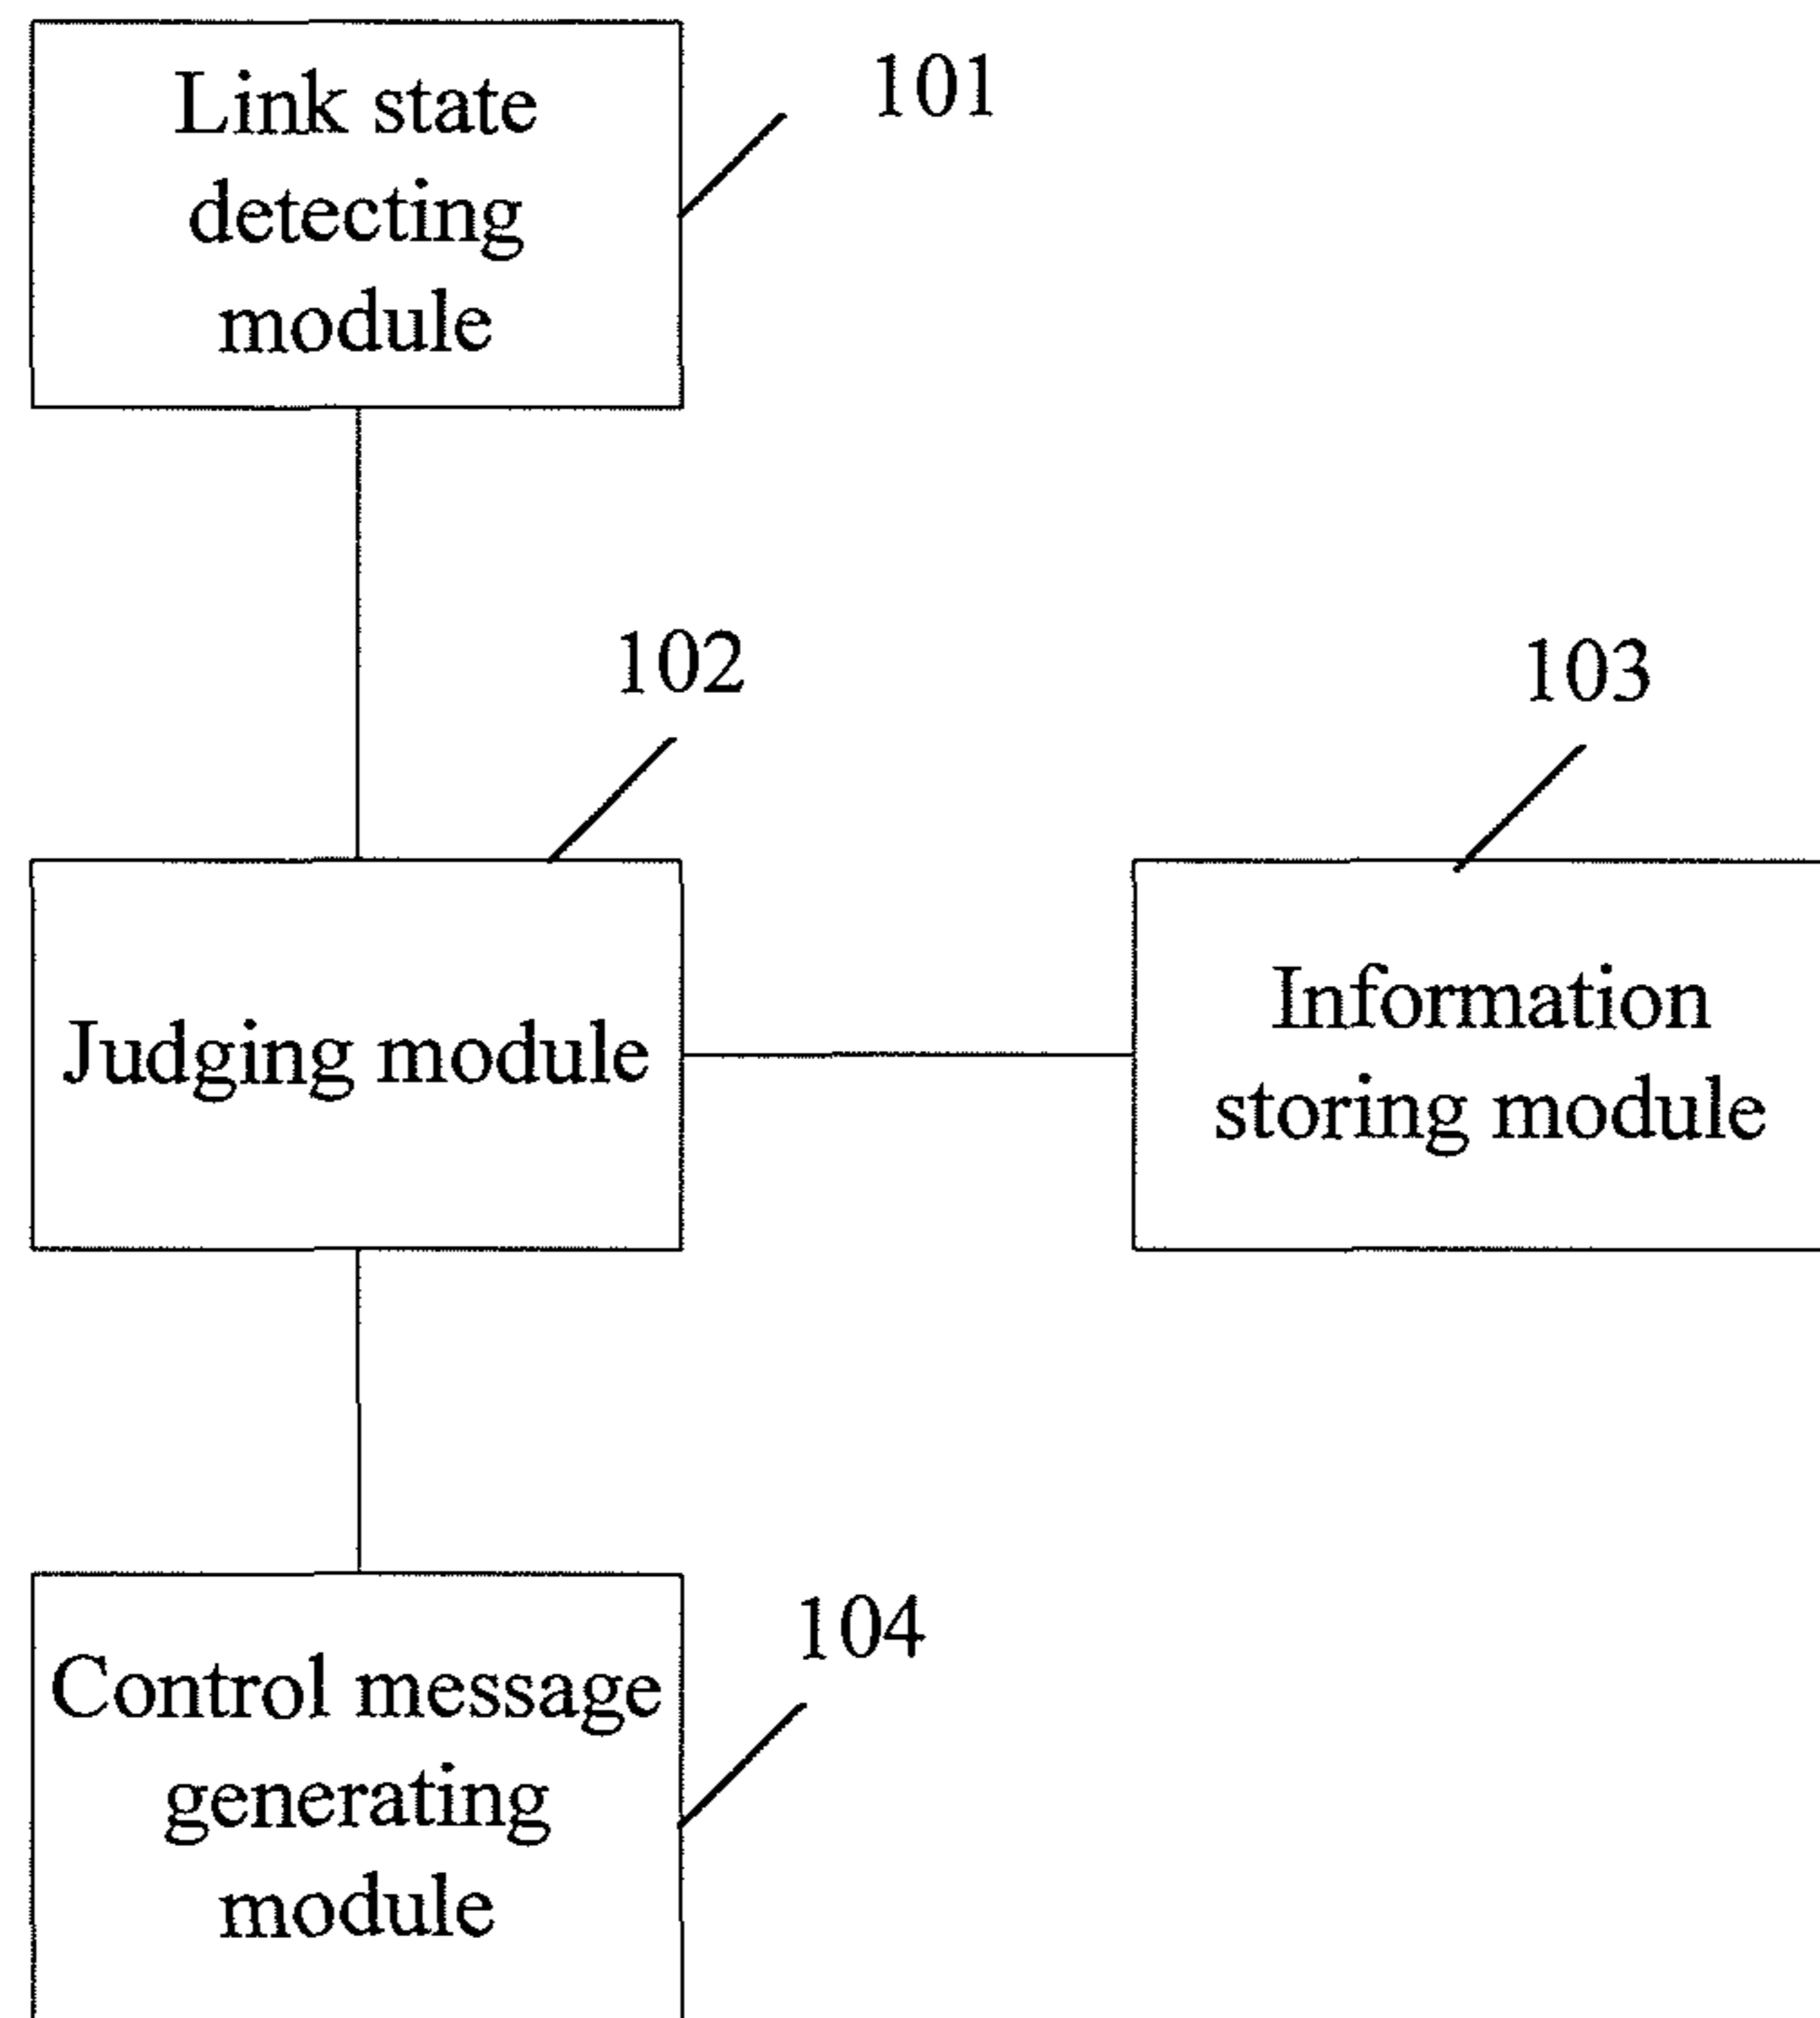 Link state
detecting
module
101
102
103
Judging module
Information
storing module
104
Control message
generating
module